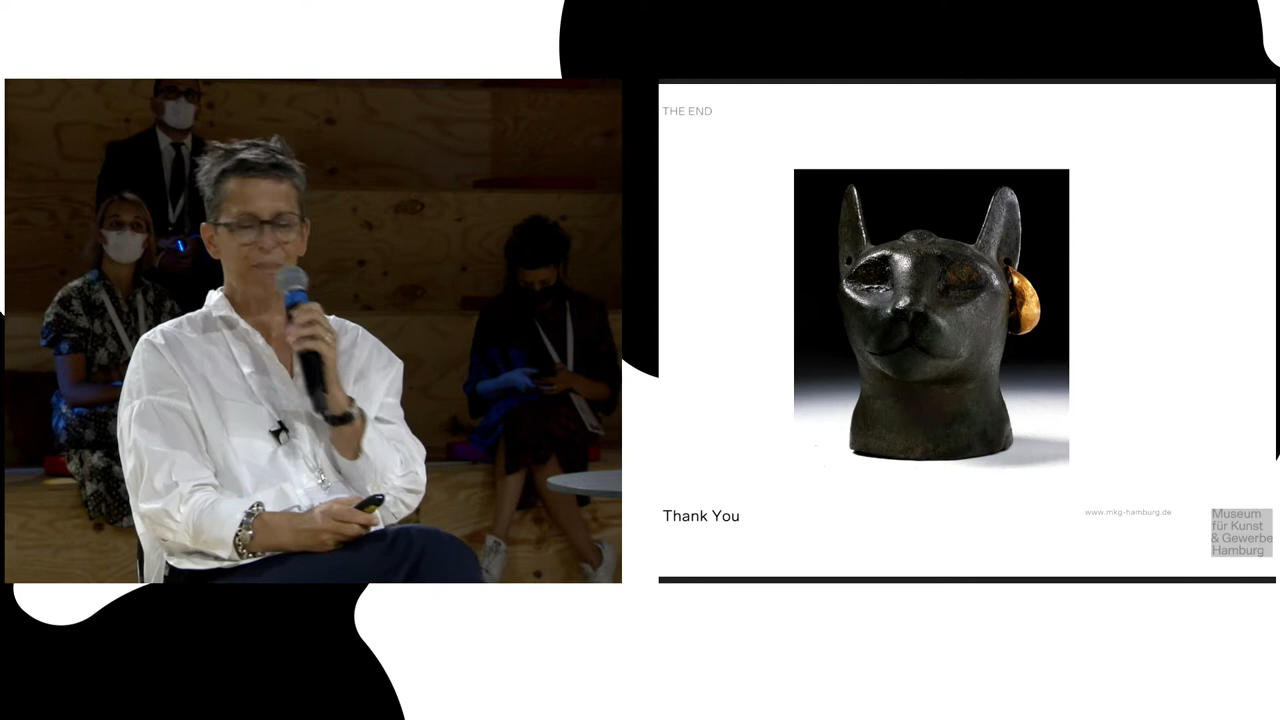 THE END
Thank You
www.mkg-hamburg.de
Museum
für Kunst
& Gewerbe
Hamburg